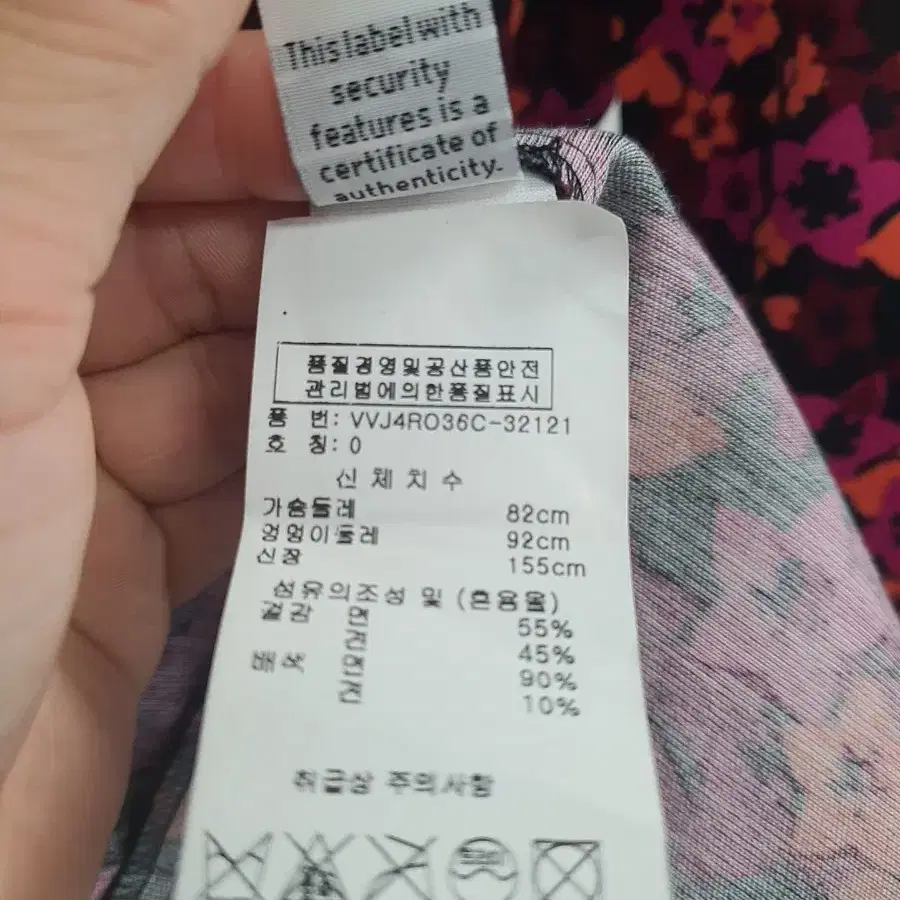 This label with
security
features is a
certificate of
authenticity.
품질경영및공산품안전
관리법에의한품질표시
품 번: VVJ4RO36C-32121
호 칭: 0
신 체 치 수
가슴둘레 82cm
엉덩이둘레 92cm
신장 155cm
섬유의조성 및 (혼용율)
겉감 면 55%
견 45%
배색 면 90%
견 10%
취급상 주의사항